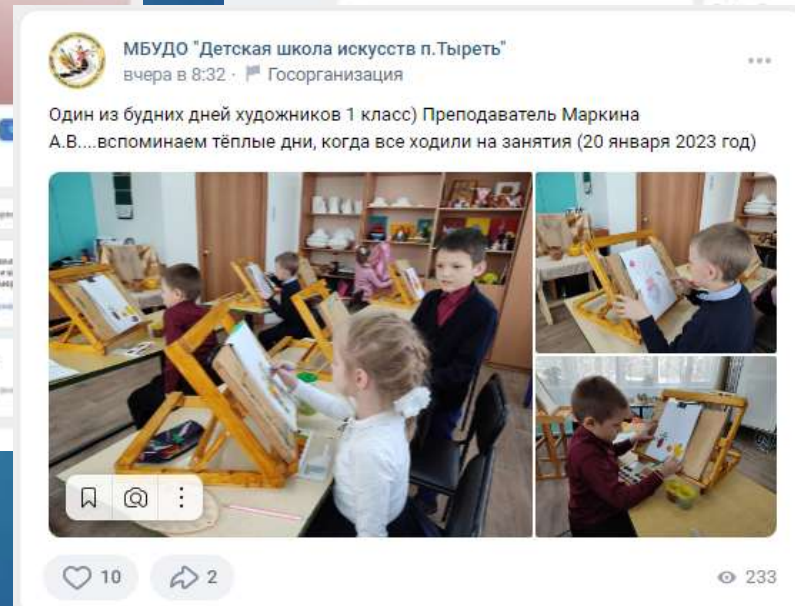 МБУДО "Детская школа искусств п.Тыреть"
вчера в 8:32 · Госорганизация
Один из будних дней художников 1 класс) Преподаватель Маркина
А.В....вспоминаем тёплые дни, когда все ходили на занятия (20 января 2023 год)
10
2
233